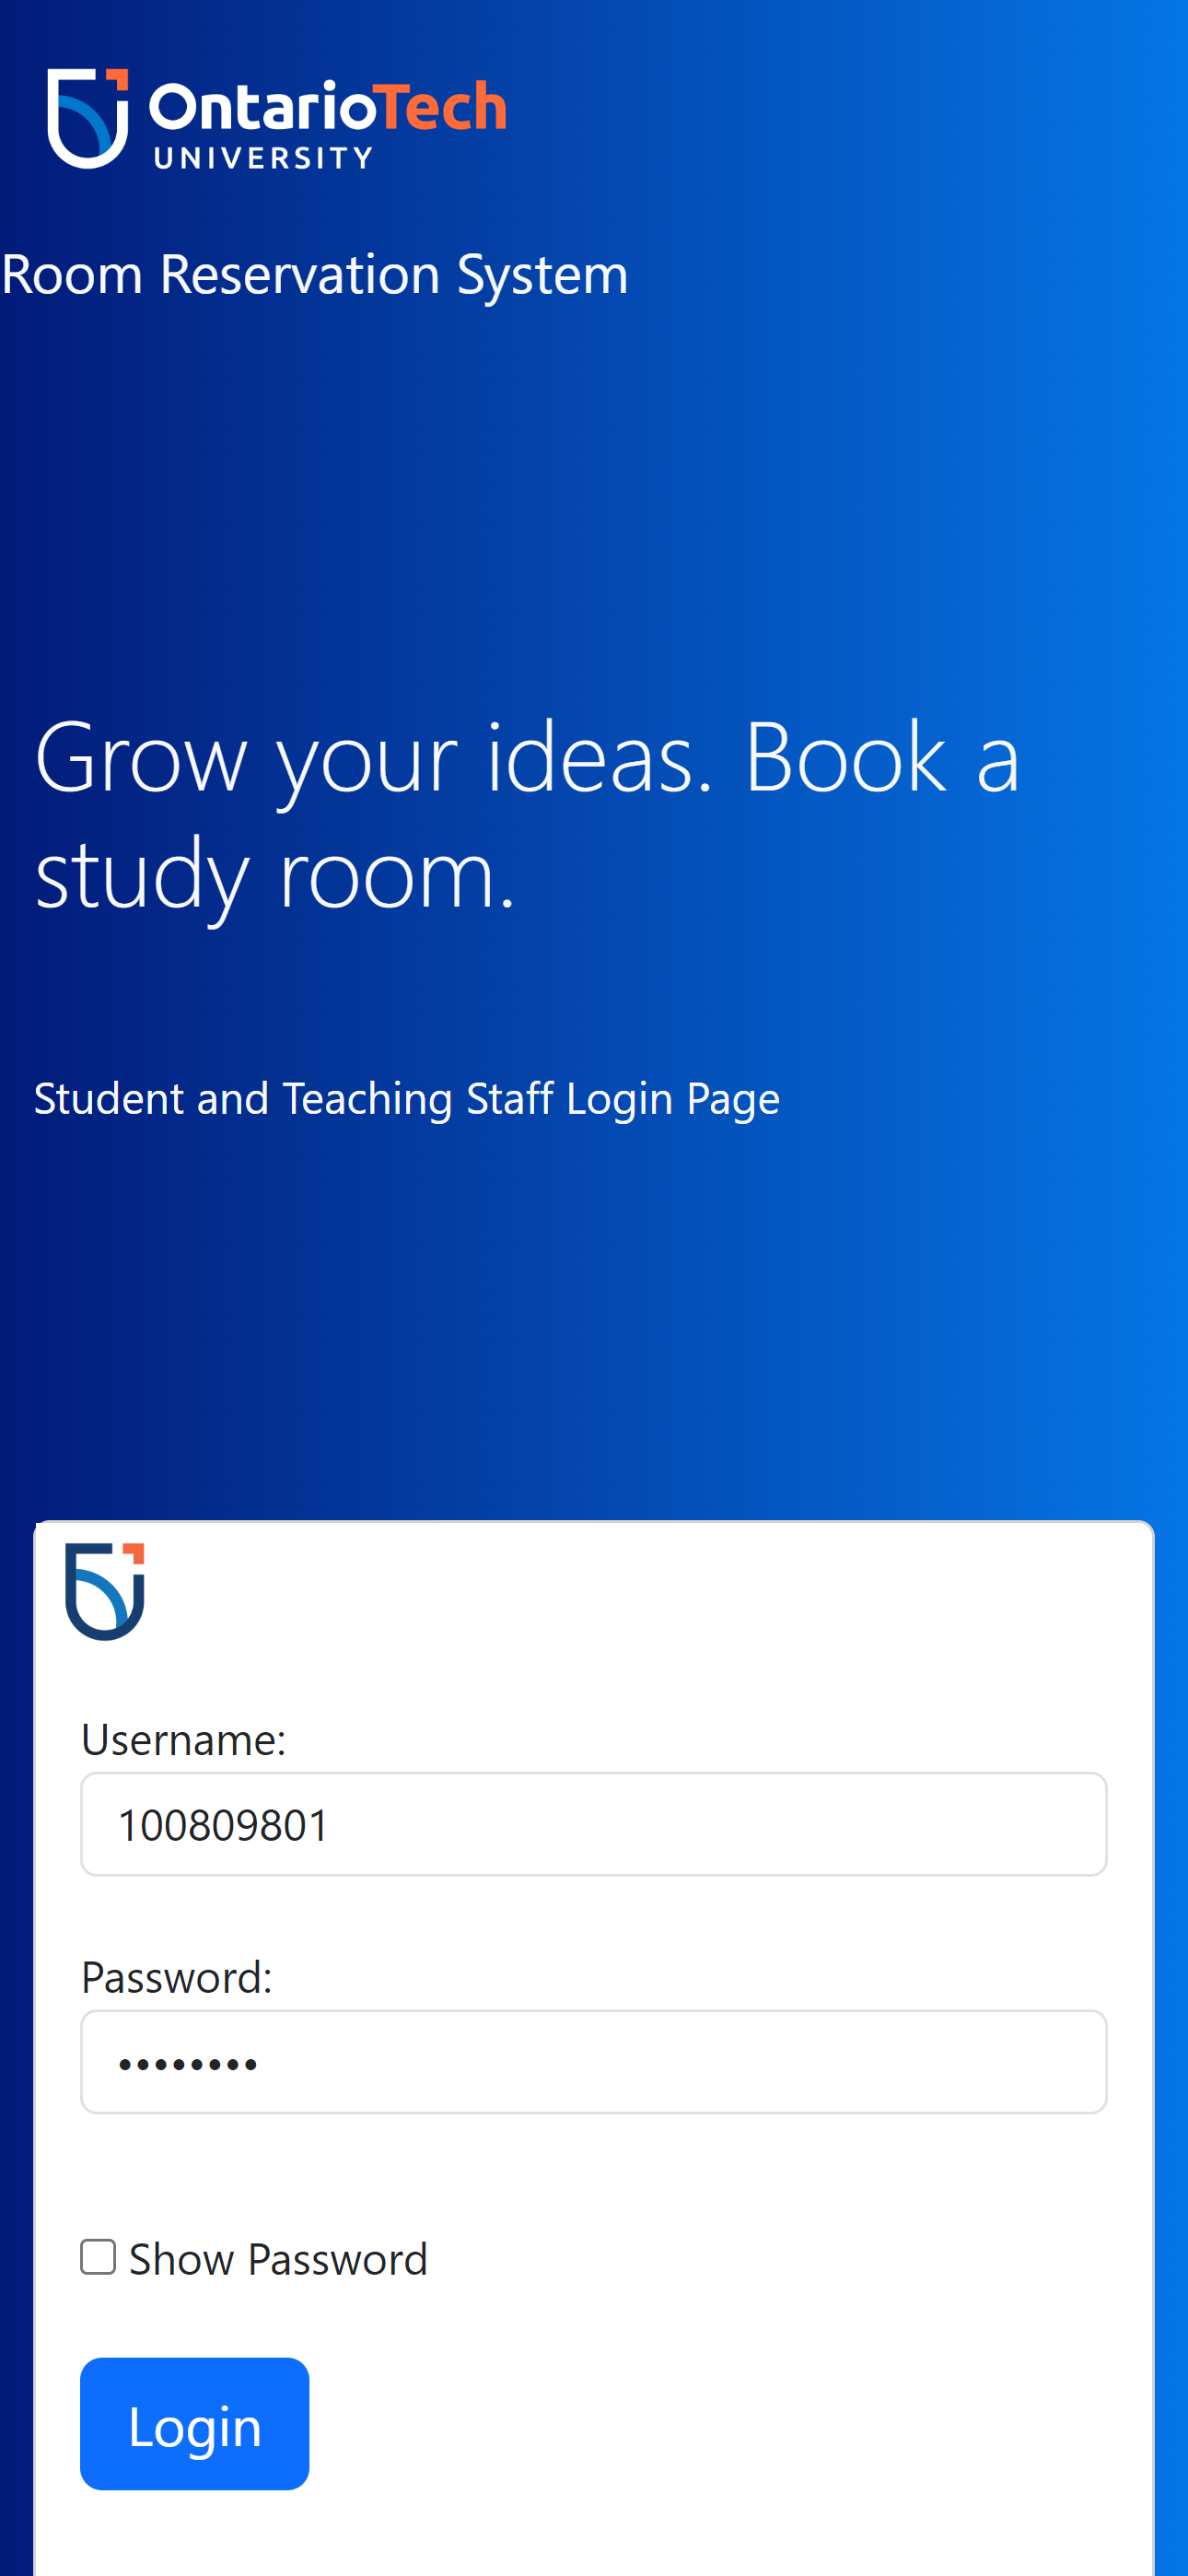 OntarioTech
UNIVERSITY
Room Reservation System
Grow your ideas. Book a
study room.
Student and Teaching Staff Login Page
Username:
100809801
Password:
••••••••
Show Password
Login